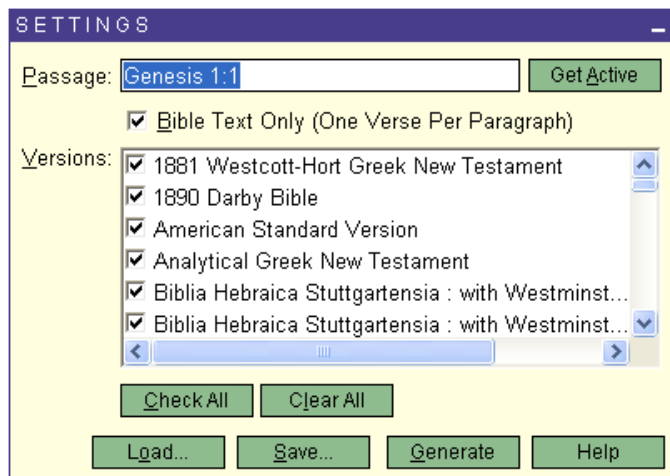 SETTINGS
Passage: Genesis 1:1 Get Active
Bible Text Only (One Verse Per Paragraph)
Versions: 1881 Westcott-Hort Greek New Testament
1890 Darby Bible
American Standard Version
Analytical Greek New Testament
Biblia Hebraica Stuttgartensia : with Westminst...
Biblia Hebraica Stuttgartensia : with Westminst...
Check All Clear All
Load... Save... Generate Help